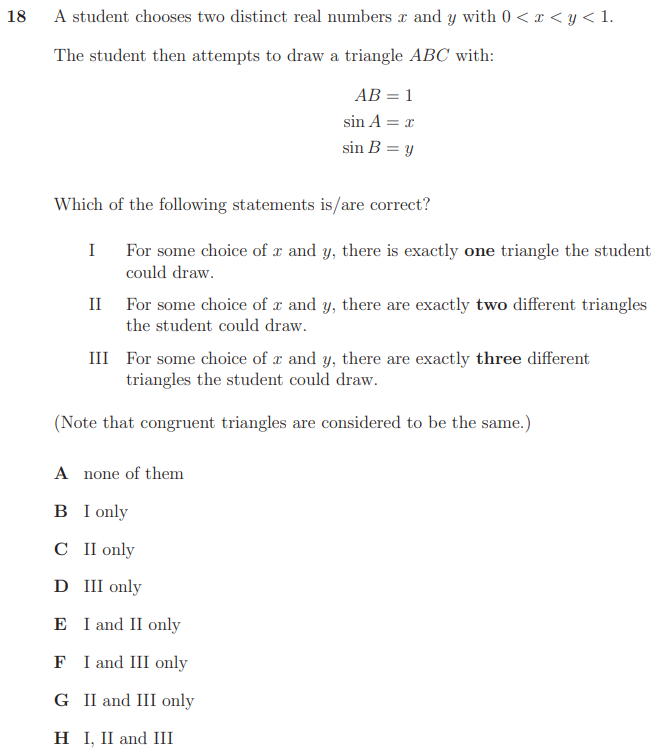 18 A student chooses two distinct real numbers x and y with 0 < x < y < 1.
The student then attempts to draw a triangle ABC with:
AB = 1
sin A = x
sin B = y
Which of the following statements is/are correct?
I For some choice of x and y, there is exactly one triangle the student
could draw.
II For some choice of x and y, there are exactly two different triangles
the student could draw.
III For some choice of x and y, there are exactly three different
triangles the student could draw.
(Note that congruent triangles are considered to be the same.)
A none of them
B I only
C II only
D III only
E I and II only
F I and III only
G II and III only
H I, II and III